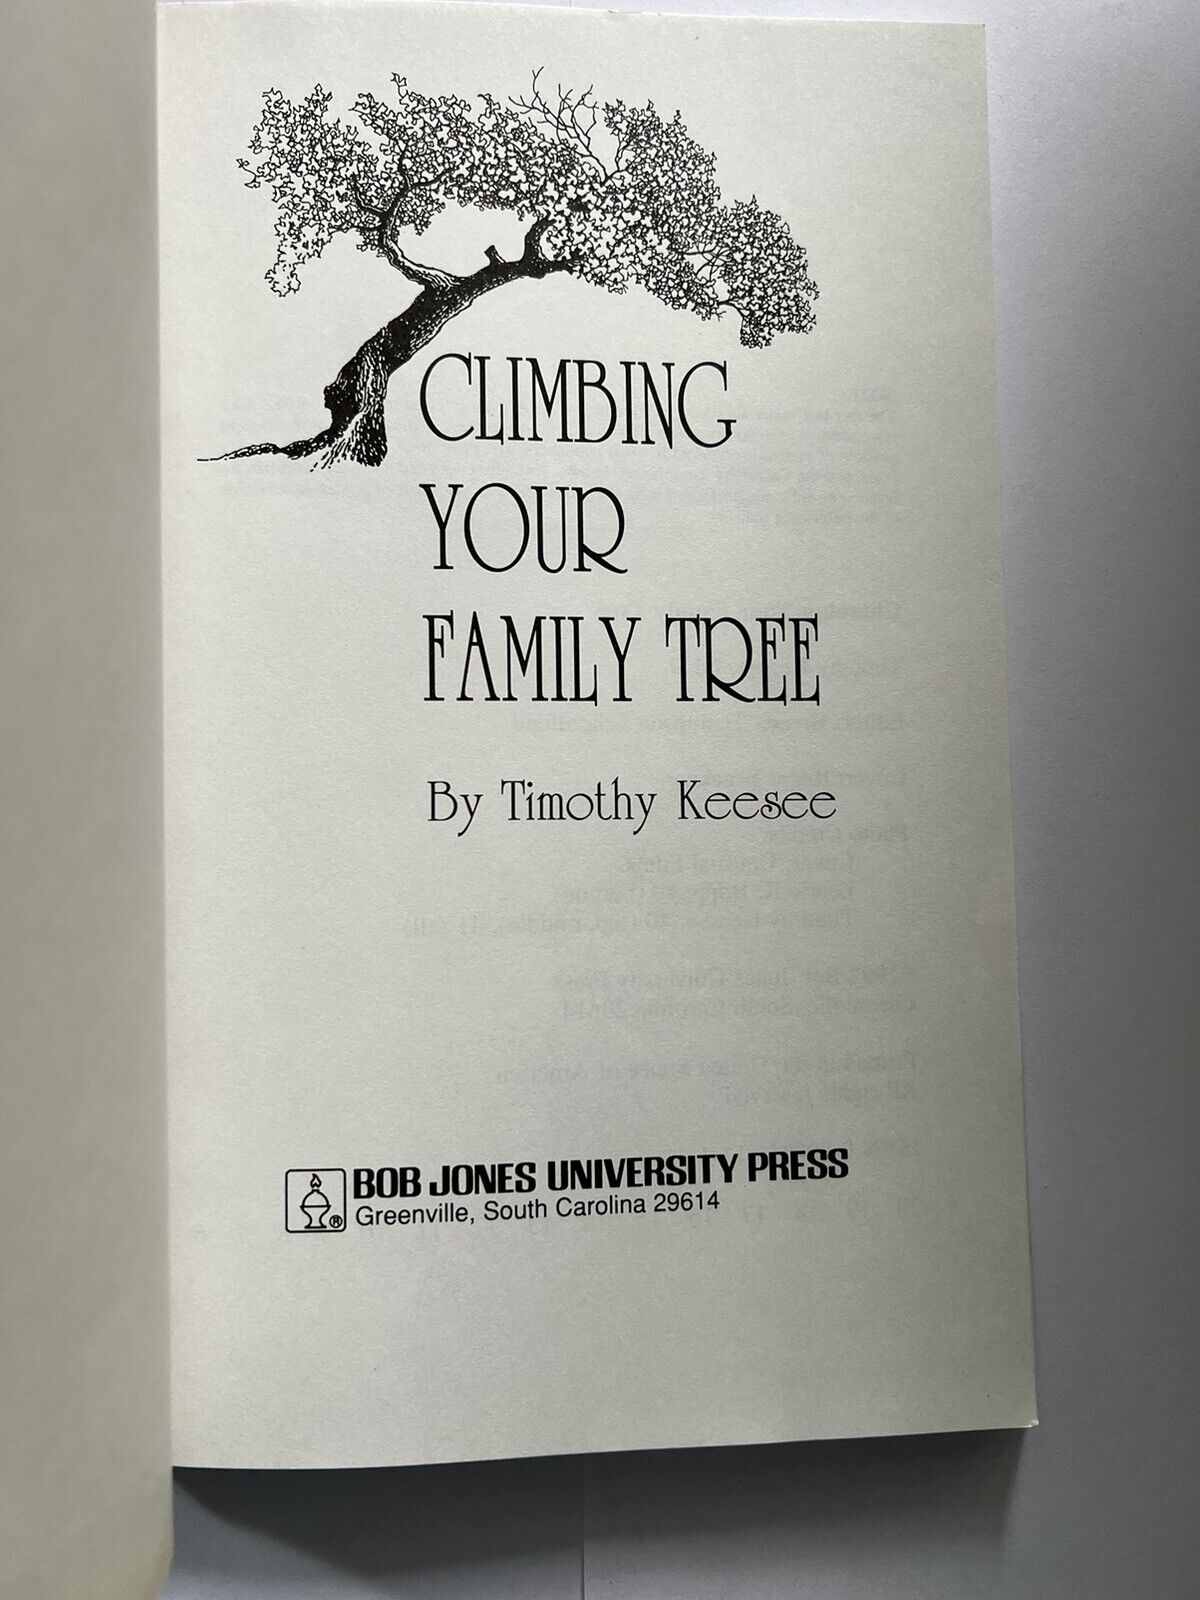 CLIMBING
YOUR
FAMILY TREE
By Timothy Keesee
BOB JONES UNIVERSITY PRESS
® Greenville, South Carolina 29614